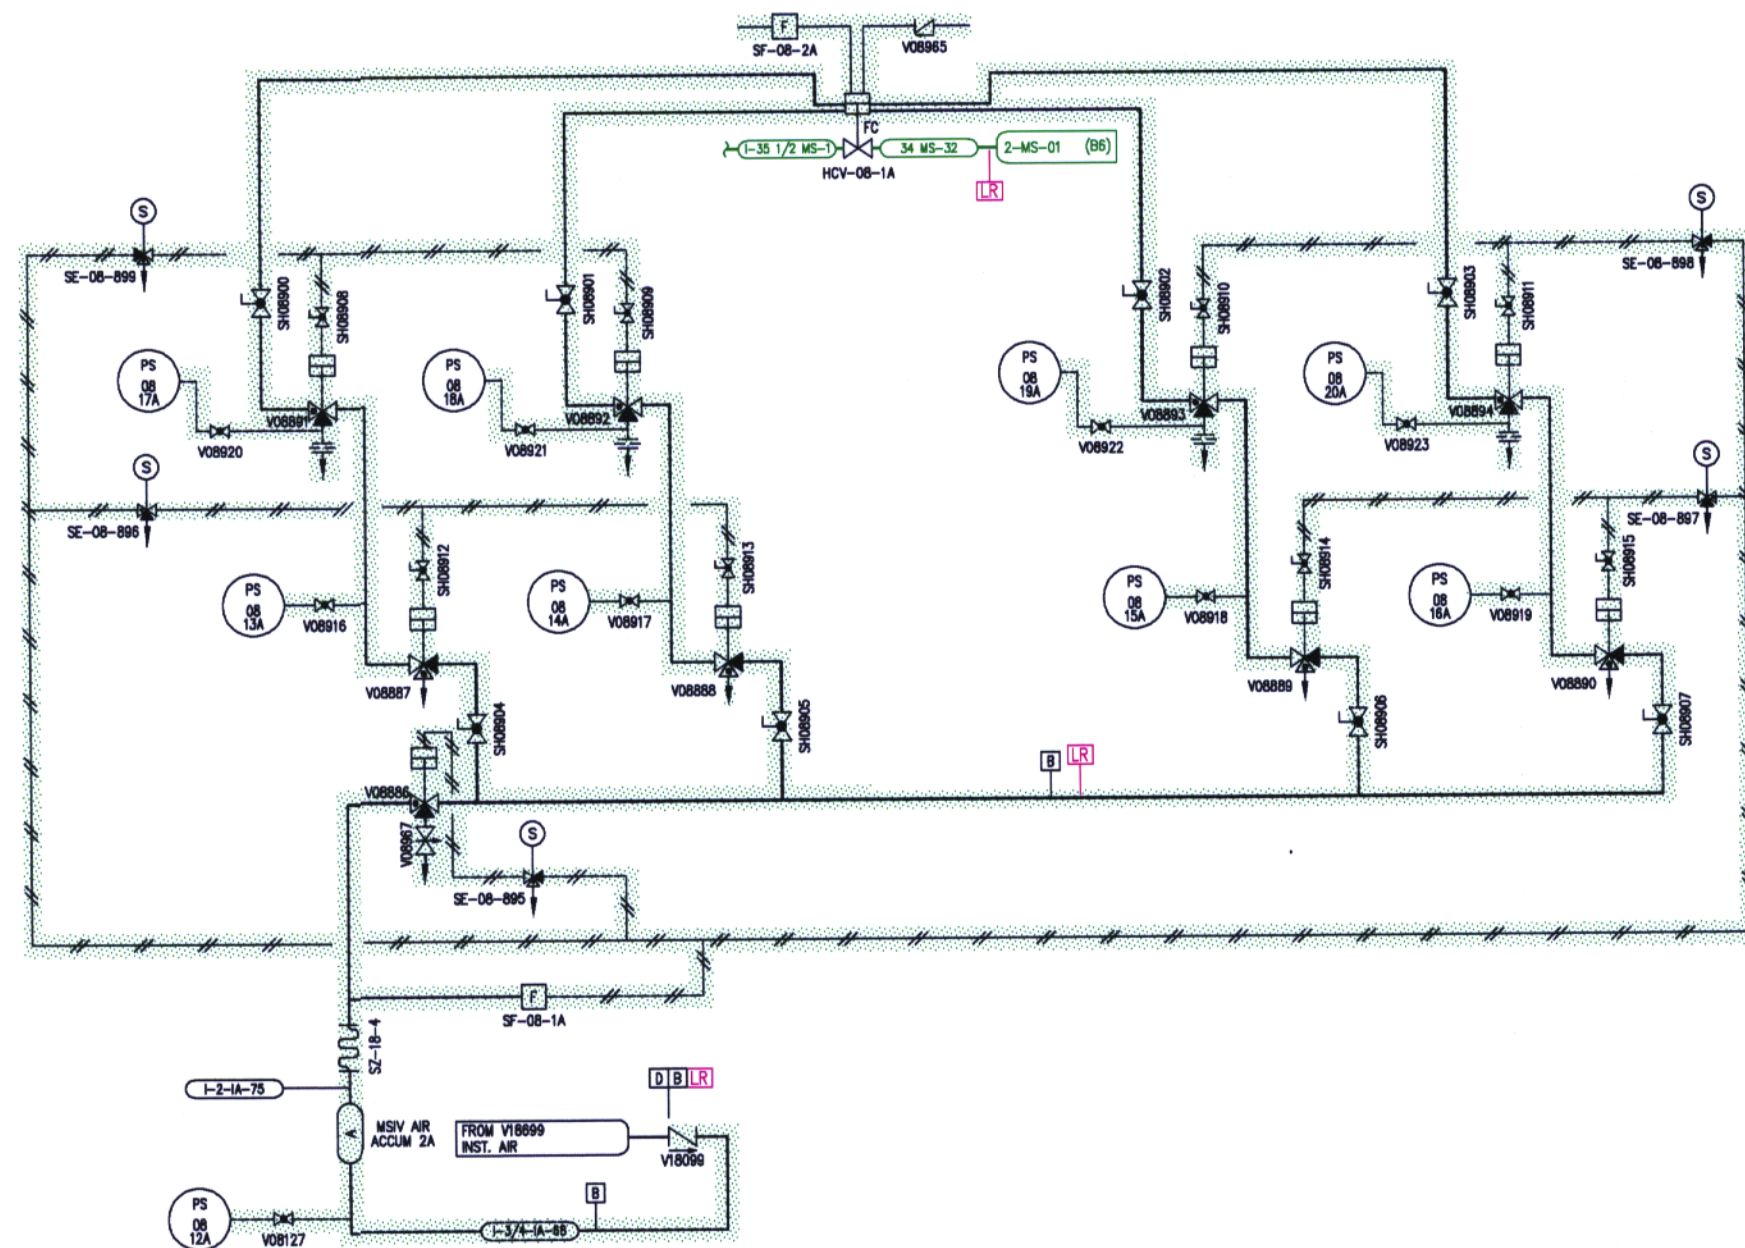 F
SF-08-2A
V08965
FC
I-35 1/2 MS-1
34 MS-32
2-MS-01 (B6)
HCV-08-1A
LR
S
SE-08-899
SH08900
SH08908
SH08901
SH08909
SH08902
SH08910
SH08903
SH08911
S
SE-08-898
PS
08
17A
V08920
V08891
PS
08
18A
V08921
V08892
PS
08
19A
V08922
V08893
PS
08
20A
V08923
V08894
S
SE-08-896
S
SE-08-897
SH08912
SH08913
SH08914
SH08915
PS
08
13A
V08916
V08887
PS
08
14A
V08917
V08888
PS
08
15A
V08918
V08889
PS
08
16A
V08919
V08890
SH08904
SH08905
SH08906
SH08907
V08886
V08967
B
LR
S
SE-08-895
F
SF-08-1A
SZ-18-4
I-2-IA-75
A
MSIV AIR
ACCUM 2A
FROM V18699
INST. AIR
D B LR
V18099
B
I-3/4-IA-6B
PS
08
12A
V08127